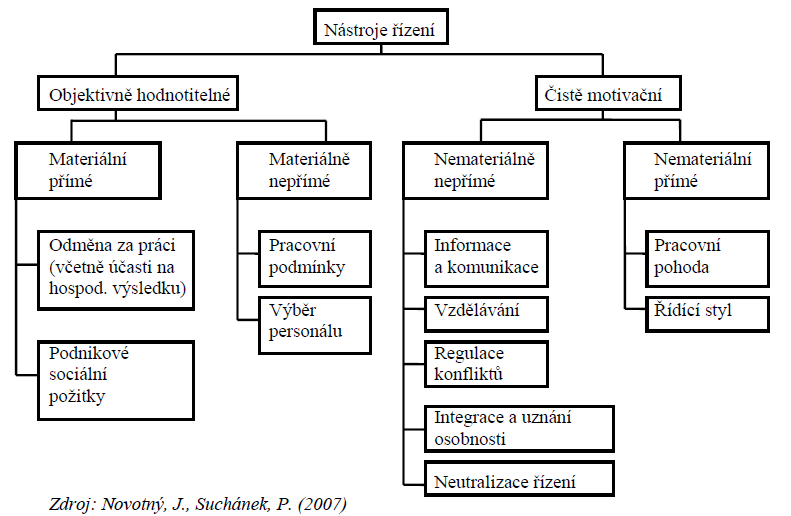 Nástroje řízení
Objektivně hodnotitelné
Čistě motivační
Materiální
přímé
Materiálně
nepřímé
Nemateriálně
nepřímé
Nemateriální
přímé
Odměna za práci
(včetně účasti na
hospod. výsledku)
Podnikové
sociální
požitky
Pracovní
podmínky
Výběr
personálu
Informace
a komunikace
Vzdělávání
Regulace
konfliktů
Integrace a uznání
osobnosti
Neutralizace řízení
Pracovní
pohoda
Řídící styl
Zdroj: Novotný, J., Suchánek, P. (2007)